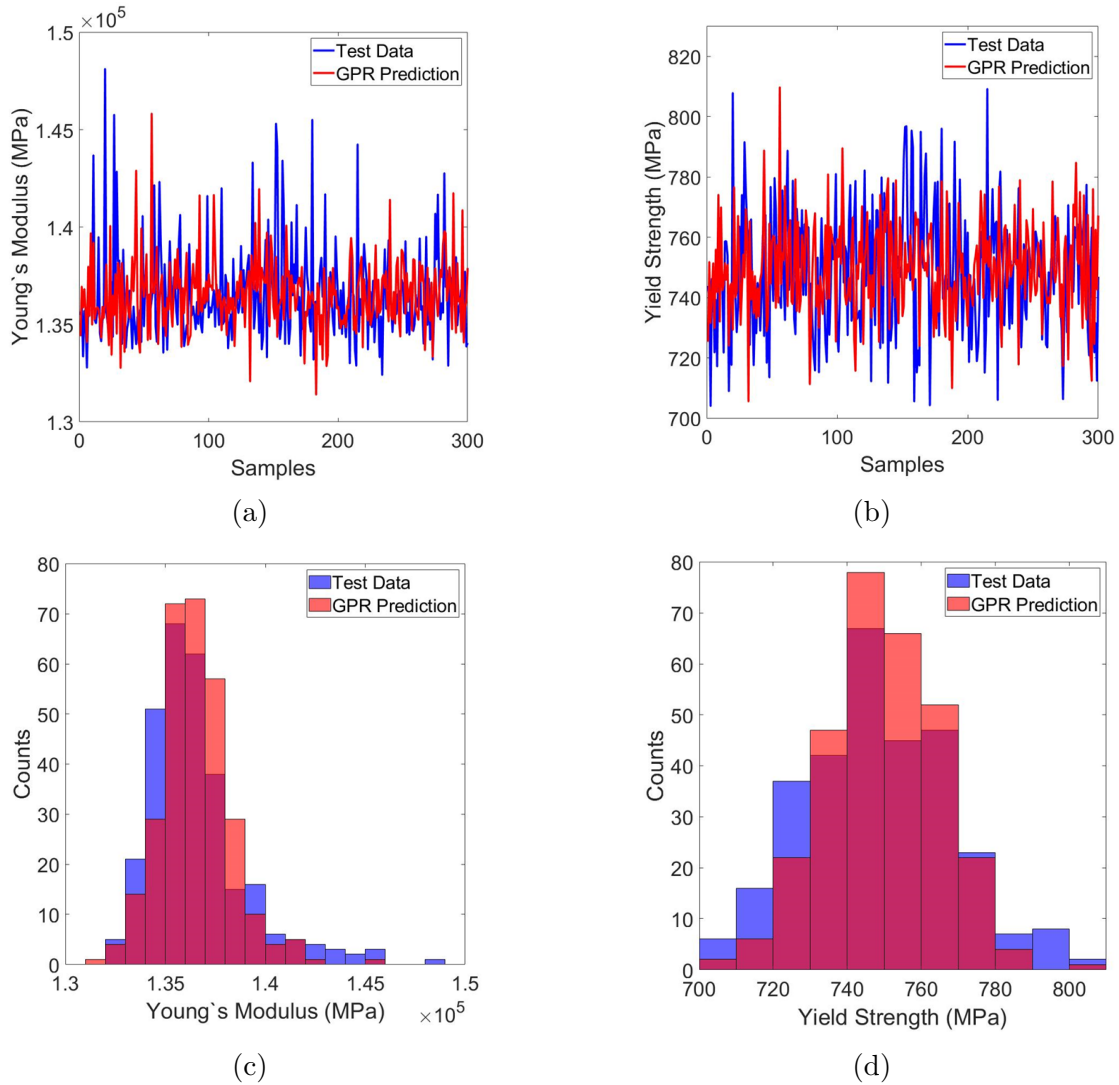 ×10⁵
1.5
1.45
1.4
1.35
1.3
Young`s Modulus (MPa)
Test Data
GPR Prediction
0 100 200 300
Samples
(a)
820
800
780
760
740
720
700
Yield Strength (MPa)
Test Data
GPR Prediction
0 100 200 300
Samples
(b)
80
70
60
50
40
30
20
10
0
Counts
Test Data
GPR Prediction
1.3 1.35 1.4 1.45 1.5
Young`s Modulus (MPa) ×10⁵
(c)
80
70
60
50
40
30
20
10
0
Counts
Test Data
GPR Prediction
700 720 740 760 780 800
Yield Strength (MPa)
(d)